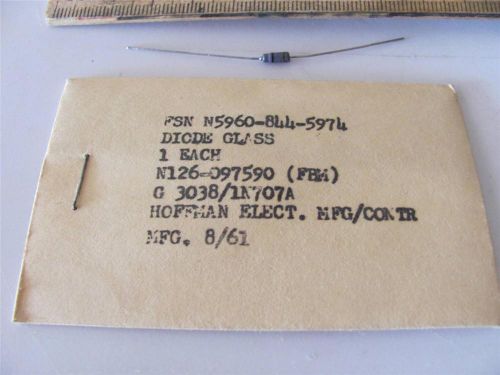 FSN N5960-844-5974
DIODE GLASS
1 EACH
N126-097590 (FBM)
G 3038/1N707A
HOFFMAN ELECT. MFG/CONTR
MFG. 8/61